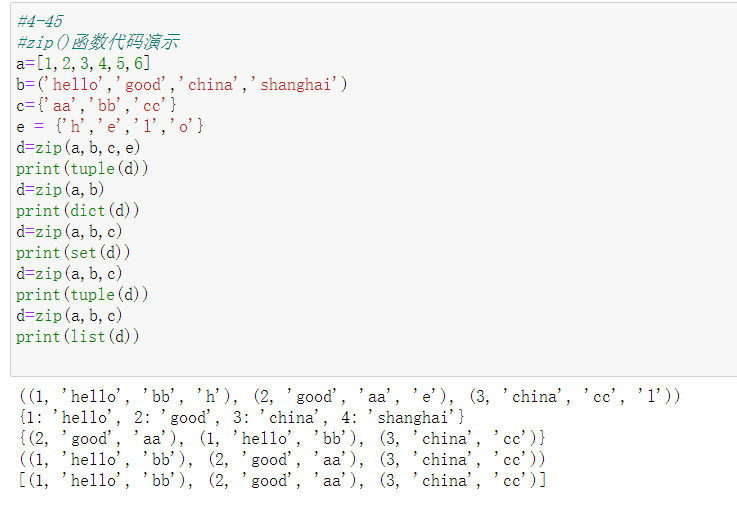 #4-45
#zip()函数代码演示
a=[1,2,3,4,5,6]
b=('hello','good','china','shanghai')
c={'aa','bb','cc'}
e = {'h','e','l','o'}
d=zip(a,b,c,e)
print(tuple(d))
d=zip(a,b)
print(dict(d))
d=zip(a,b,c)
print(set(d))
d=zip(a,b,c)
print(tuple(d))
d=zip(a,b,c)
print(list(d))
((1, 'hello', 'bb', 'h'), (2, 'good', 'aa', 'e'), (3, 'china', 'cc', 'l'))
{1: 'hello', 2: 'good', 3: 'china', 4: 'shanghai'}
{(2, 'good', 'aa'), (1, 'hello', 'bb'), (3, 'china', 'cc')}
((1, 'hello', 'bb'), (2, 'good', 'aa'), (3, 'china', 'cc'))
[(1, 'hello', 'bb'), (2, 'good', 'aa'), (3, 'china', 'cc')]